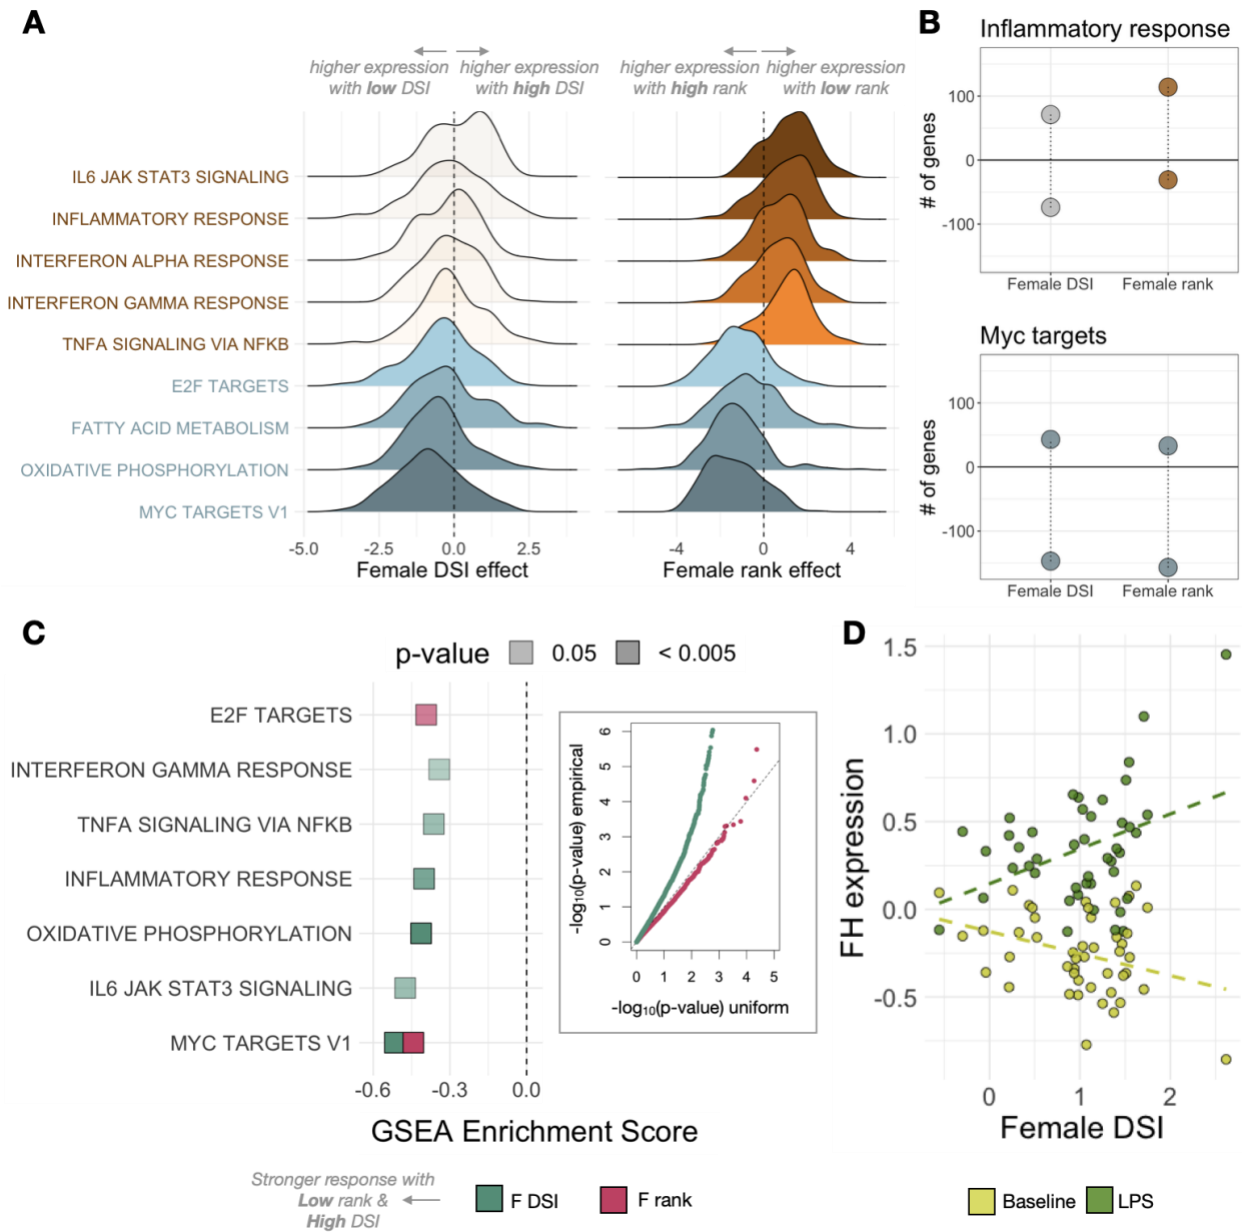 A
higher expression
with low DSI
higher expression
with high DSI
higher expression
with high rank
higher expression
with low rank
IL6 JAK STAT3 SIGNALING
INFLAMMATORY RESPONSE
INTERFERON ALPHA RESPONSE
INTERFERON GAMMA RESPONSE
TNFA SIGNALING VIA NFKB
E2F TARGETS
FATTY ACID METABOLISM
OXIDATIVE PHOSPHORYLATION
MYC TARGETS V1
-5.0 -2.5 0.0 2.5
Female DSI effect
-4 0 4
Female rank effect
B
Inflammatory response
# of genes
100
0
-100
Female DSI Female rank
Myc targets
# of genes
100
0
-100
Female DSI Female rank
C
p-value 0.05 < 0.005
E2F TARGETS
INTERFERON GAMMA RESPONSE
TNFA SIGNALING VIA NFKB
INFLAMMATORY RESPONSE
OXIDATIVE PHOSPHORYLATION
IL6 JAK STAT3 SIGNALING
MYC TARGETS V1
-0.6 -0.3 0.0
GSEA Enrichment Score
-log₁₀(p-value) empirical
6
5
4
3
2
1
0
0 1 2 3 4 5
-log₁₀(p-value) uniform
Stronger response with
Low rank &
High DSI
F DSI F rank
D
FH expression
1.5
1.0
0.5
0.0
-0.5
0 1 2
Female DSI
Baseline LPS